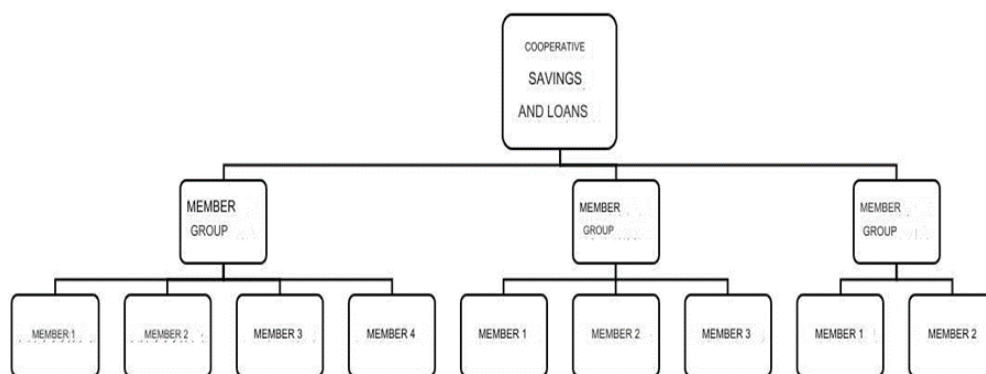 COOPERATIVE
SAVINGS
AND LOANS
MEMBER
GROUP
MEMBER
GROUP
MEMBER
GROUP
MEMBER 1
MEMBER 2
MEMBER 3
MEMBER 4
MEMBER 1
MEMBER 2
MEMBER 3
MEMBER 1
MEMBER 2